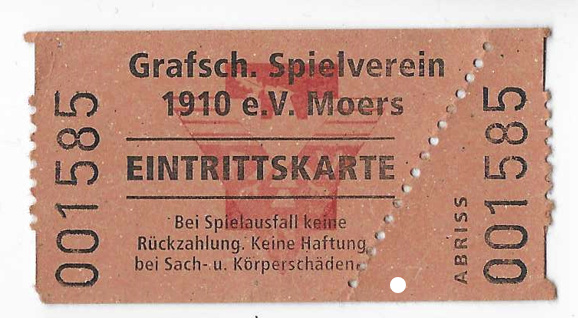 Grafsch. Spielverein
1910 e.V. Moers
EINTRITTSKARTE
Bei Spielausfall keine
Rückzahlung. Keine Haftung
bei Sach- u. Körperschäden.
001585
ABRISS
001585